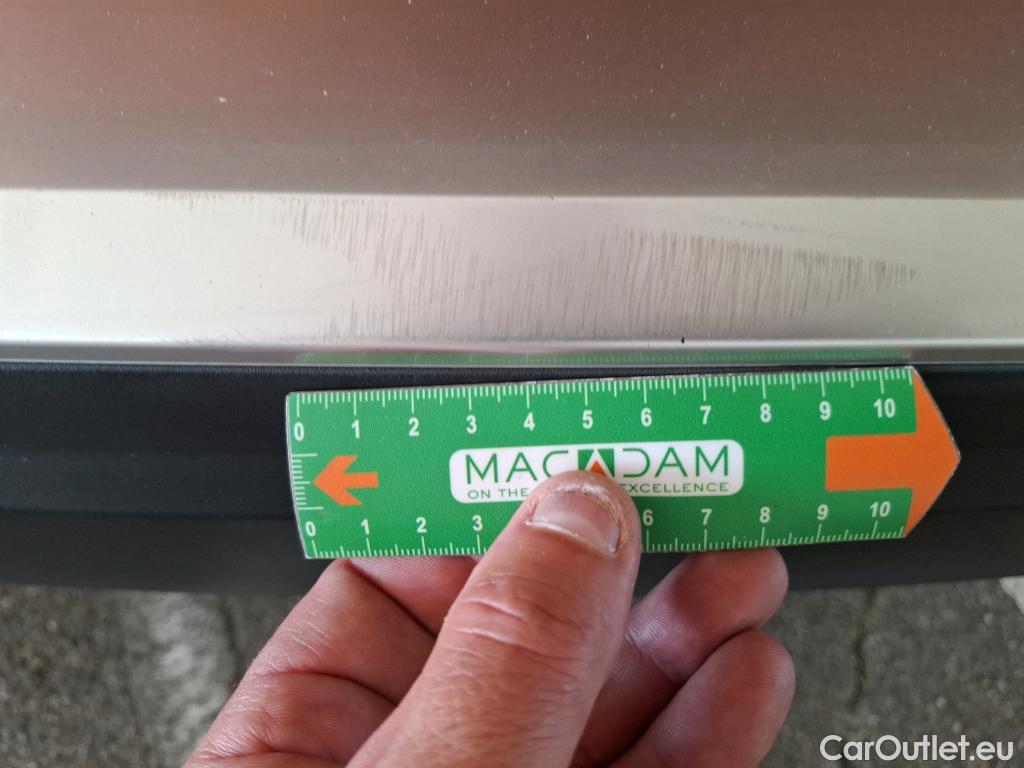 0 1 2 3 4 5 6 7 8 9 10
MACADAM
ON THE EXCELLENCE
0 1 2 3 6 7 8 9 10
CarOutlet.eu